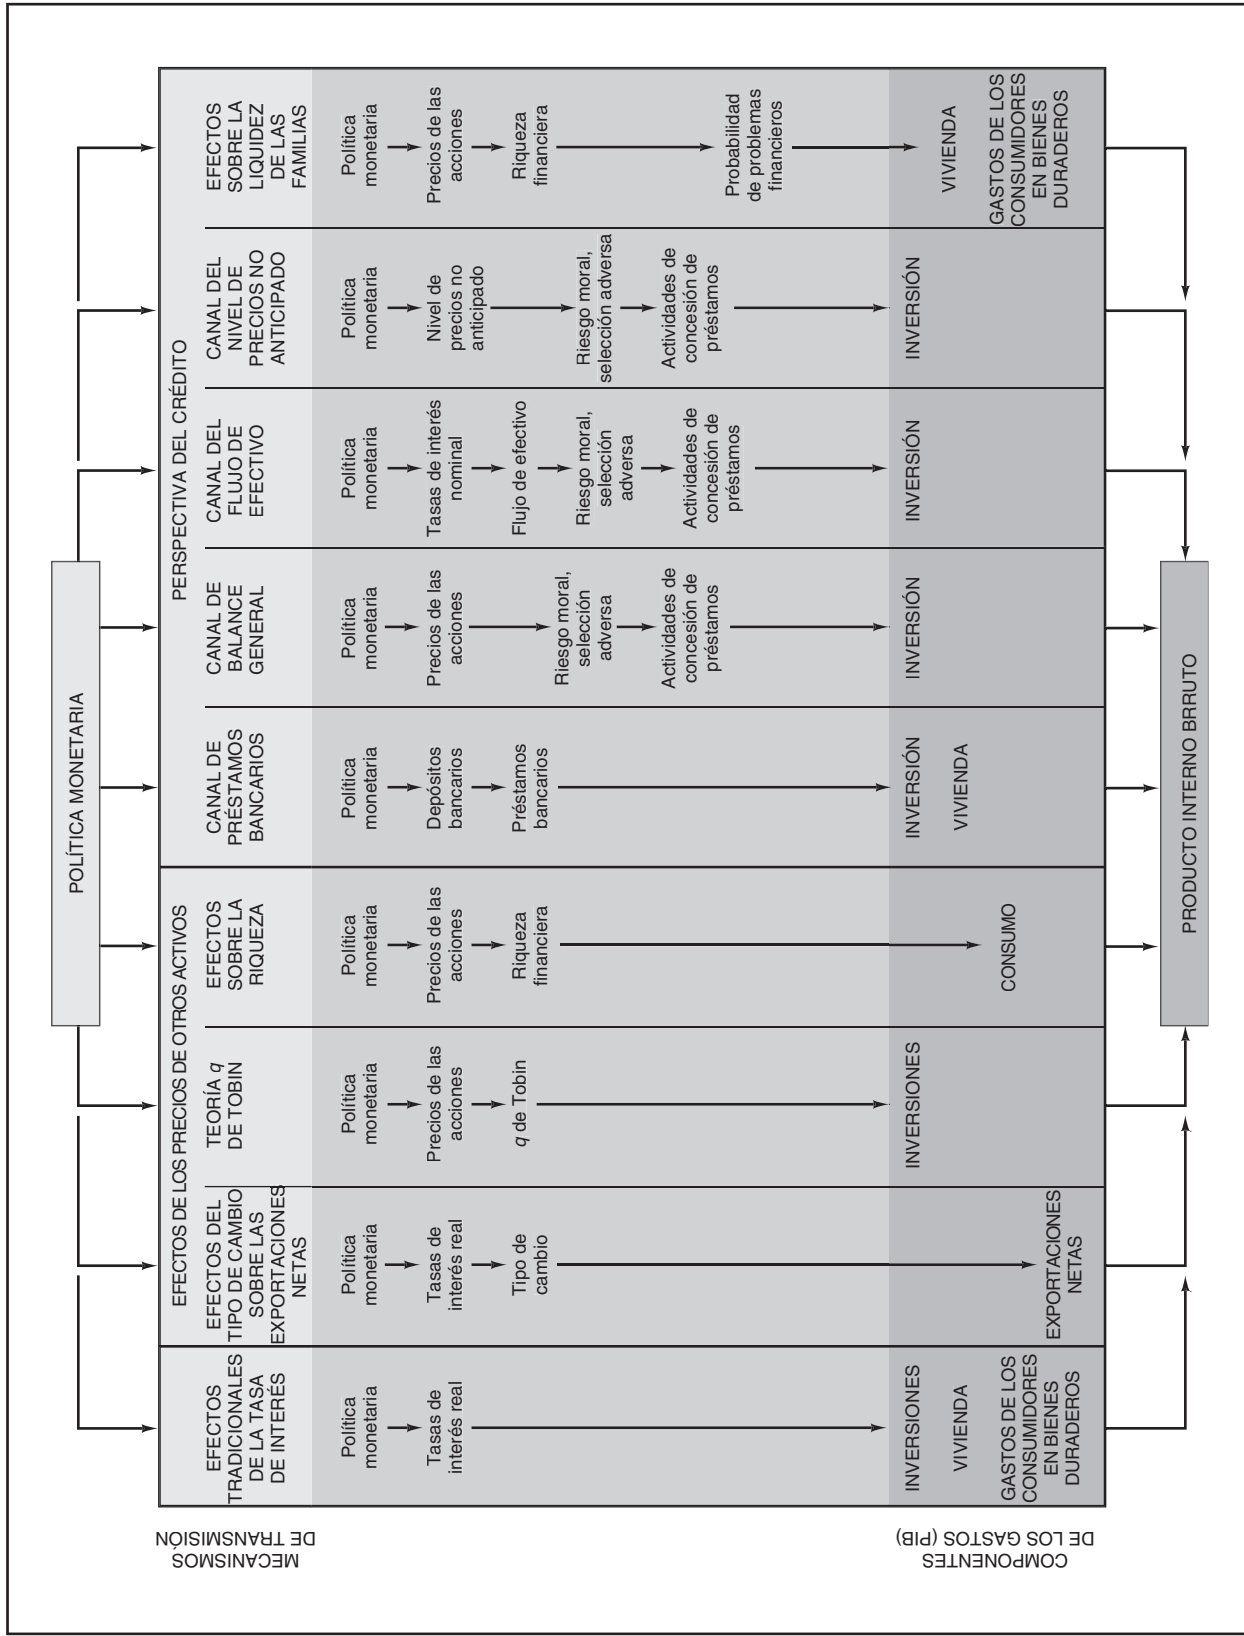 POLÍTICA MONETARIA
MECANISMOS
DE TRANSMISIÓN
EFECTOS
TRADICIONALES
DE LA TASA
DE INTERÉS
Política
monetaria
Tasas de
interés real
INVERSIONES
VIVIENDA
GASTOS DE LOS
CONSUMIDORES
EN BIENES
DURADEROS
EFECTOS DE LOS PRECIOS DE OTROS ACTIVOS
EFECTOS DEL
TIPO DE CAMBIO
SOBRE LAS
EXPORTACIONES
NETAS
Política
monetaria
Tasas de
interés real
Tipo de
cambio
EXPORTACIONES
NETAS
TEORÍA q
DE TOBIN
Política
monetaria
Precios de las
acciones
q de Tobin
INVERSIONES
EFECTOS
SOBRE LA
RIQUEZA
Política
monetaria
Precios de las
acciones
Riqueza
financiera
CONSUMO
PERSPECTIVA DEL CRÉDITO
CANAL DE
PRÉSTAMOS
BANCARIOS
Política
monetaria
Depósitos
bancarios
Préstamos
bancarios
INVERSIÓN
VIVIENDA
CANAL DE
BALANCE
GENERAL
Política
monetaria
Precios de las
acciones
Riesgo moral,
selección
adversa
Actividades de
concesión de
préstamos
INVERSIÓN
CANAL DEL
FLUJO DE
EFECTIVO
Política
monetaria
Tasas de interés
nominal
Flujo de efectivo
Riesgo moral,
selección
adversa
Actividades de
concesión de
préstamos
INVERSIÓN
CANAL DEL
NIVEL DE
PRECIOS NO
ANTICIPADO
Política
monetaria
Nivel de
precios no
anticipado
Riesgo moral,
selección adversa
Actividades de
concesión de
préstamos
INVERSIÓN
EFECTOS
SOBRE LA
LIQUIDEZ
DE LAS
FAMILIAS
Política
monetaria
Precios de las
acciones
Riqueza
financiera
Probabilidad
de problemas
financieros
VIVIENDA
GASTOS DE LOS
CONSUMIDORES
EN BIENES
DURADEROS
COMPONENTES
DE LOS GASTOS (PIB)
PRODUCTO INTERNO BRRUTO